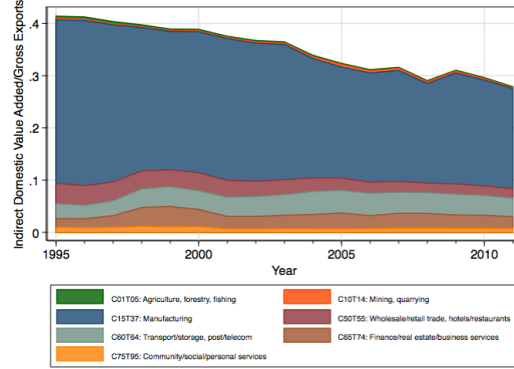 Indirect Domestic Value Added/Gross Exports
.4
.3
.2
.1
0
1995
2000
2005
2010
Year
C01T05: Agriculture, forestry, fishing
C10T14: Mining, quarrying
C15T37: Manufacturing
C50T55: Wholesale/retail trade, hotels/restaurants
C60T64: Transport/storage, post/telecom
C65T74: Finance/real estate/business services
C75T95: Community/social/personal services